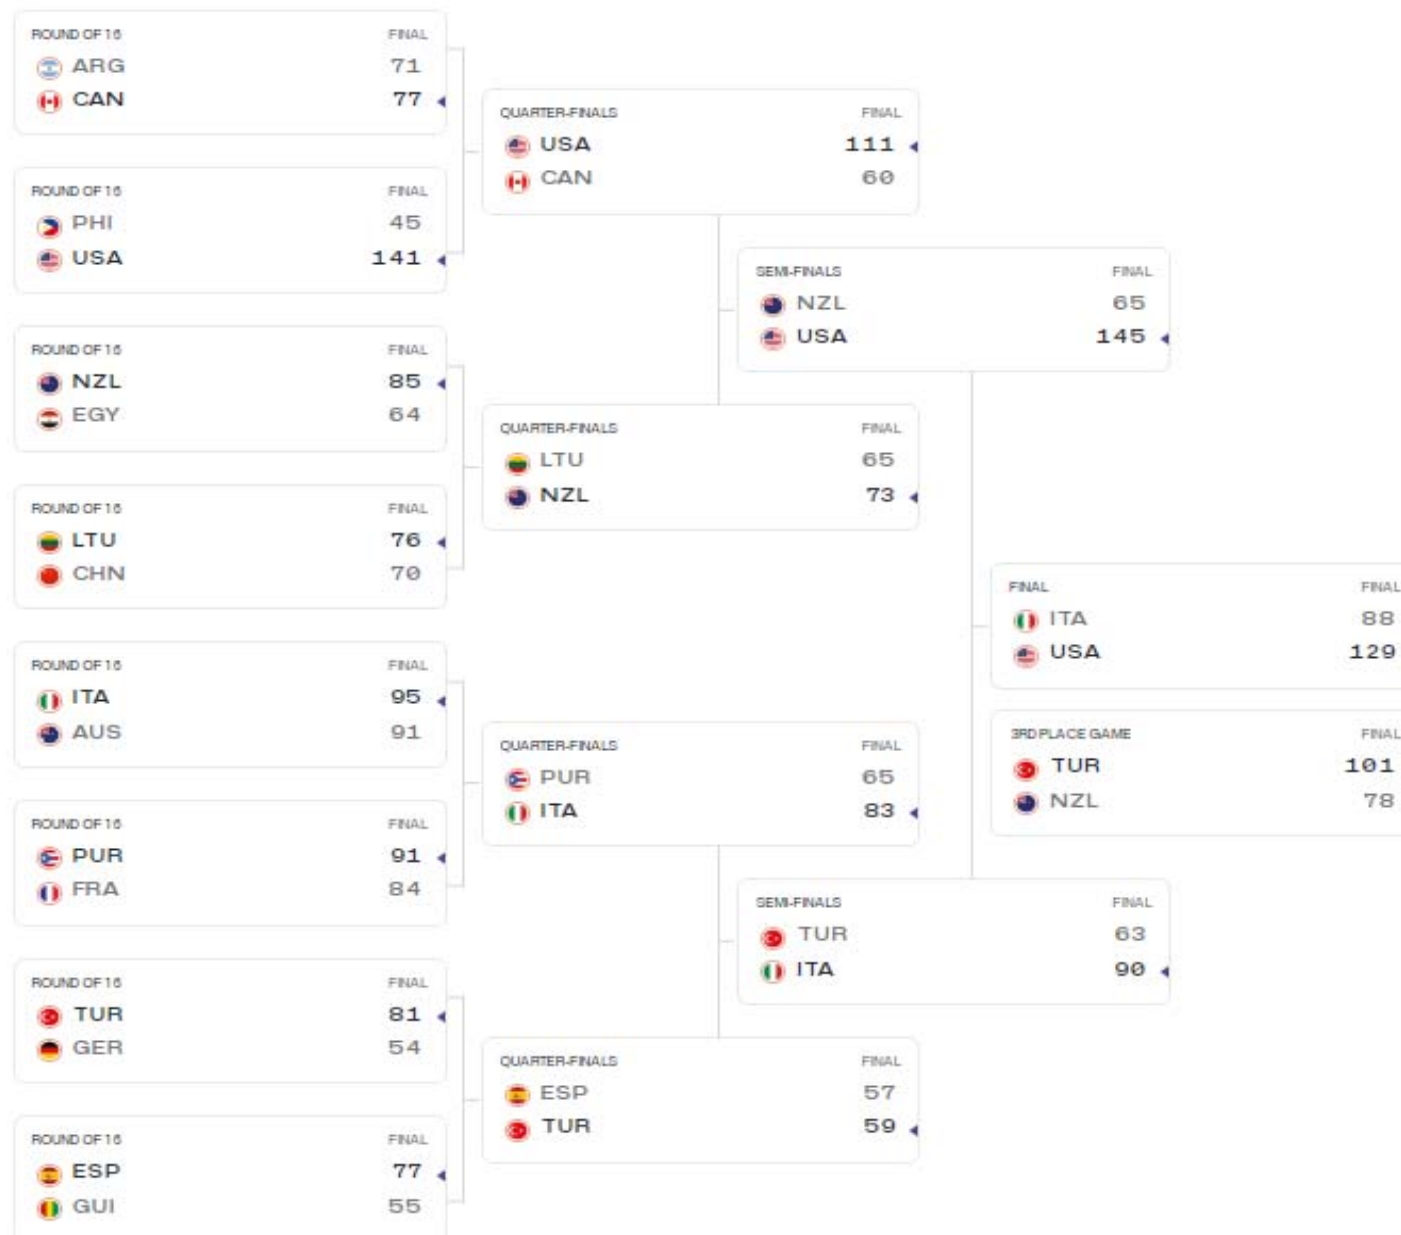 ROUND OF 16 FINAL
ARG 71
CAN 77
ROUND OF 16 FINAL
PHI 45
USA 141
ROUND OF 16 FINAL
NZL 85
EGY 64
ROUND OF 16 FINAL
LTU 76
CHN 70
ROUND OF 16 FINAL
ITA 95
AUS 91
ROUND OF 16 FINAL
PUR 91
FRA 84
ROUND OF 16 FINAL
TUR 81
GER 54
ROUND OF 16 FINAL
ESP 77
GUI 55
QUARTER-FINALS FINAL
USA 111
CAN 60
QUARTER-FINALS FINAL
LTU 65
NZL 73
QUARTER-FINALS FINAL
PUR 65
ITA 83
QUARTER-FINALS FINAL
ESP 57
TUR 59
SEMI-FINALS FINAL
NZL 65
USA 145
SEMI-FINALS FINAL
TUR 63
ITA 90
FINAL FINAL
ITA 88
USA 129
3RD PLACE GAME FINAL
TUR 101
NZL 78